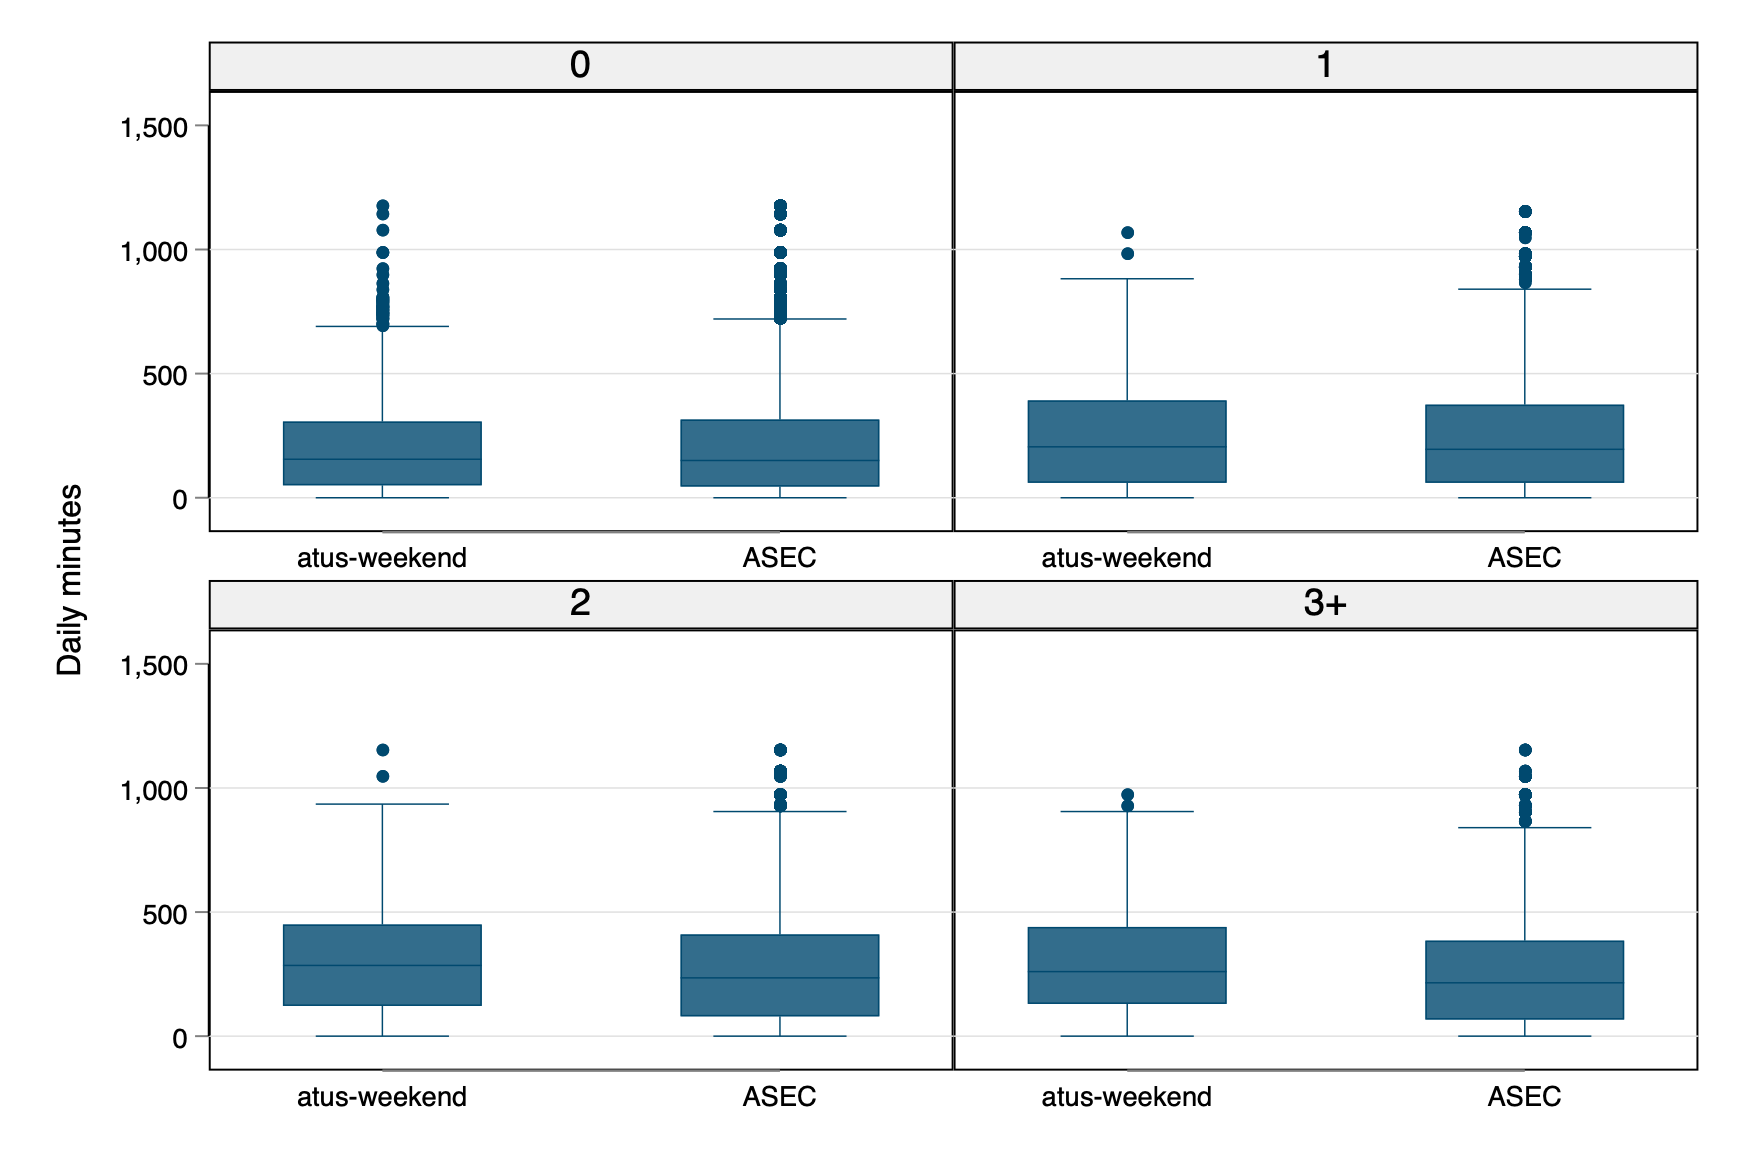 0
1
1,500
1,000
500
0
atus-weekend
ASEC
atus-weekend
ASEC
Daily minutes
2
3+
1,500
1,000
500
0
atus-weekend
ASEC
atus-weekend
ASEC